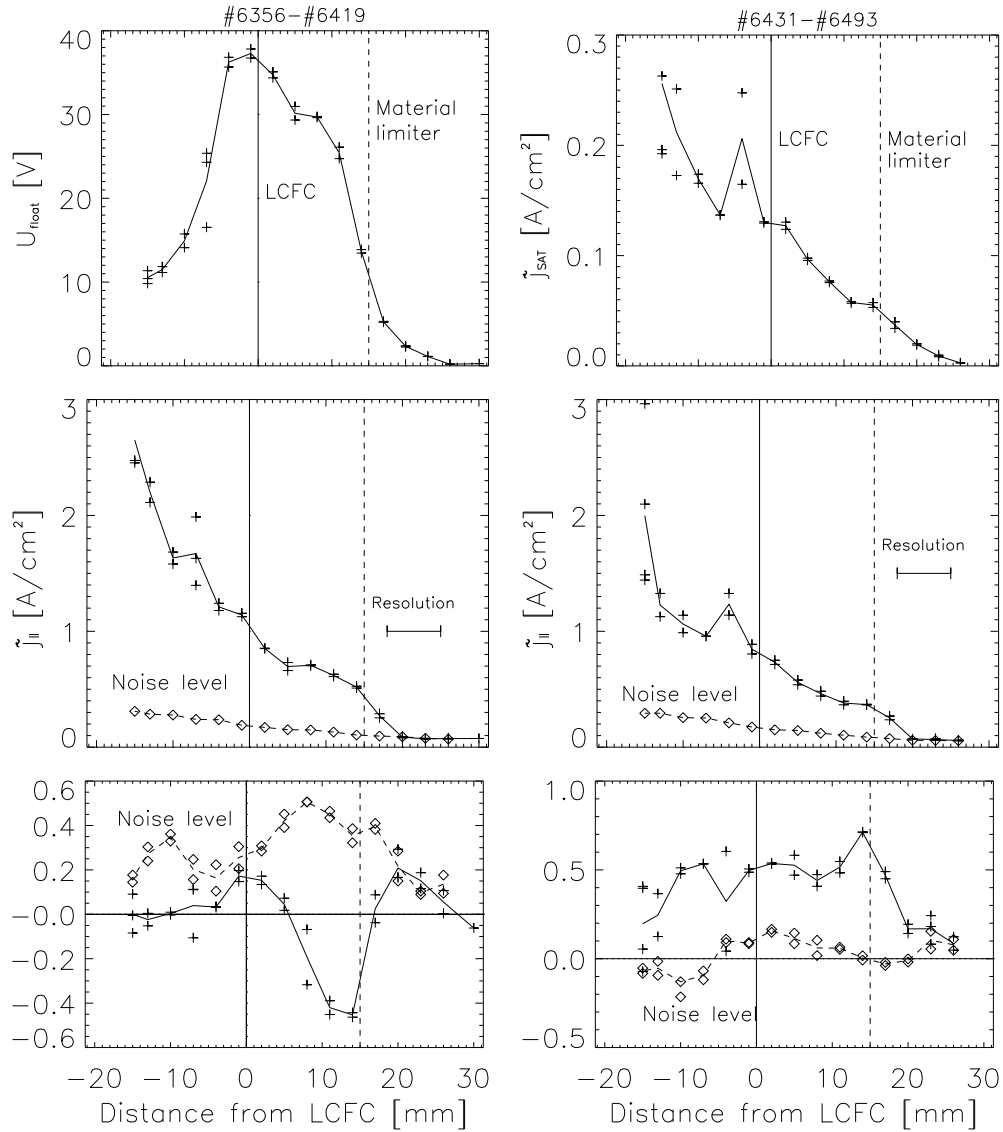 #6356–#6419
40
30
20
10
0
U_float [V]
LCFC
Material
limiter
#6431–#6493
0.3
0.2
0.1
0.0
j̃_SAT [A/cm²]
LCFC
Material
limiter
3
2
1
0
j̃_II [A/cm²]
Resolution
Noise level
3
2
1
0
j̃_II [A/cm²]
Resolution
Noise level
0.6
0.4
0.2
-0.0
-0.2
-0.4
-0.6
Noise level
-20 -10 0 10 20 30
Distance from LCFC [mm]
1.0
0.5
0.0
-0.5
Noise level
-20 -10 0 10 20 30
Distance from LCFC [mm]